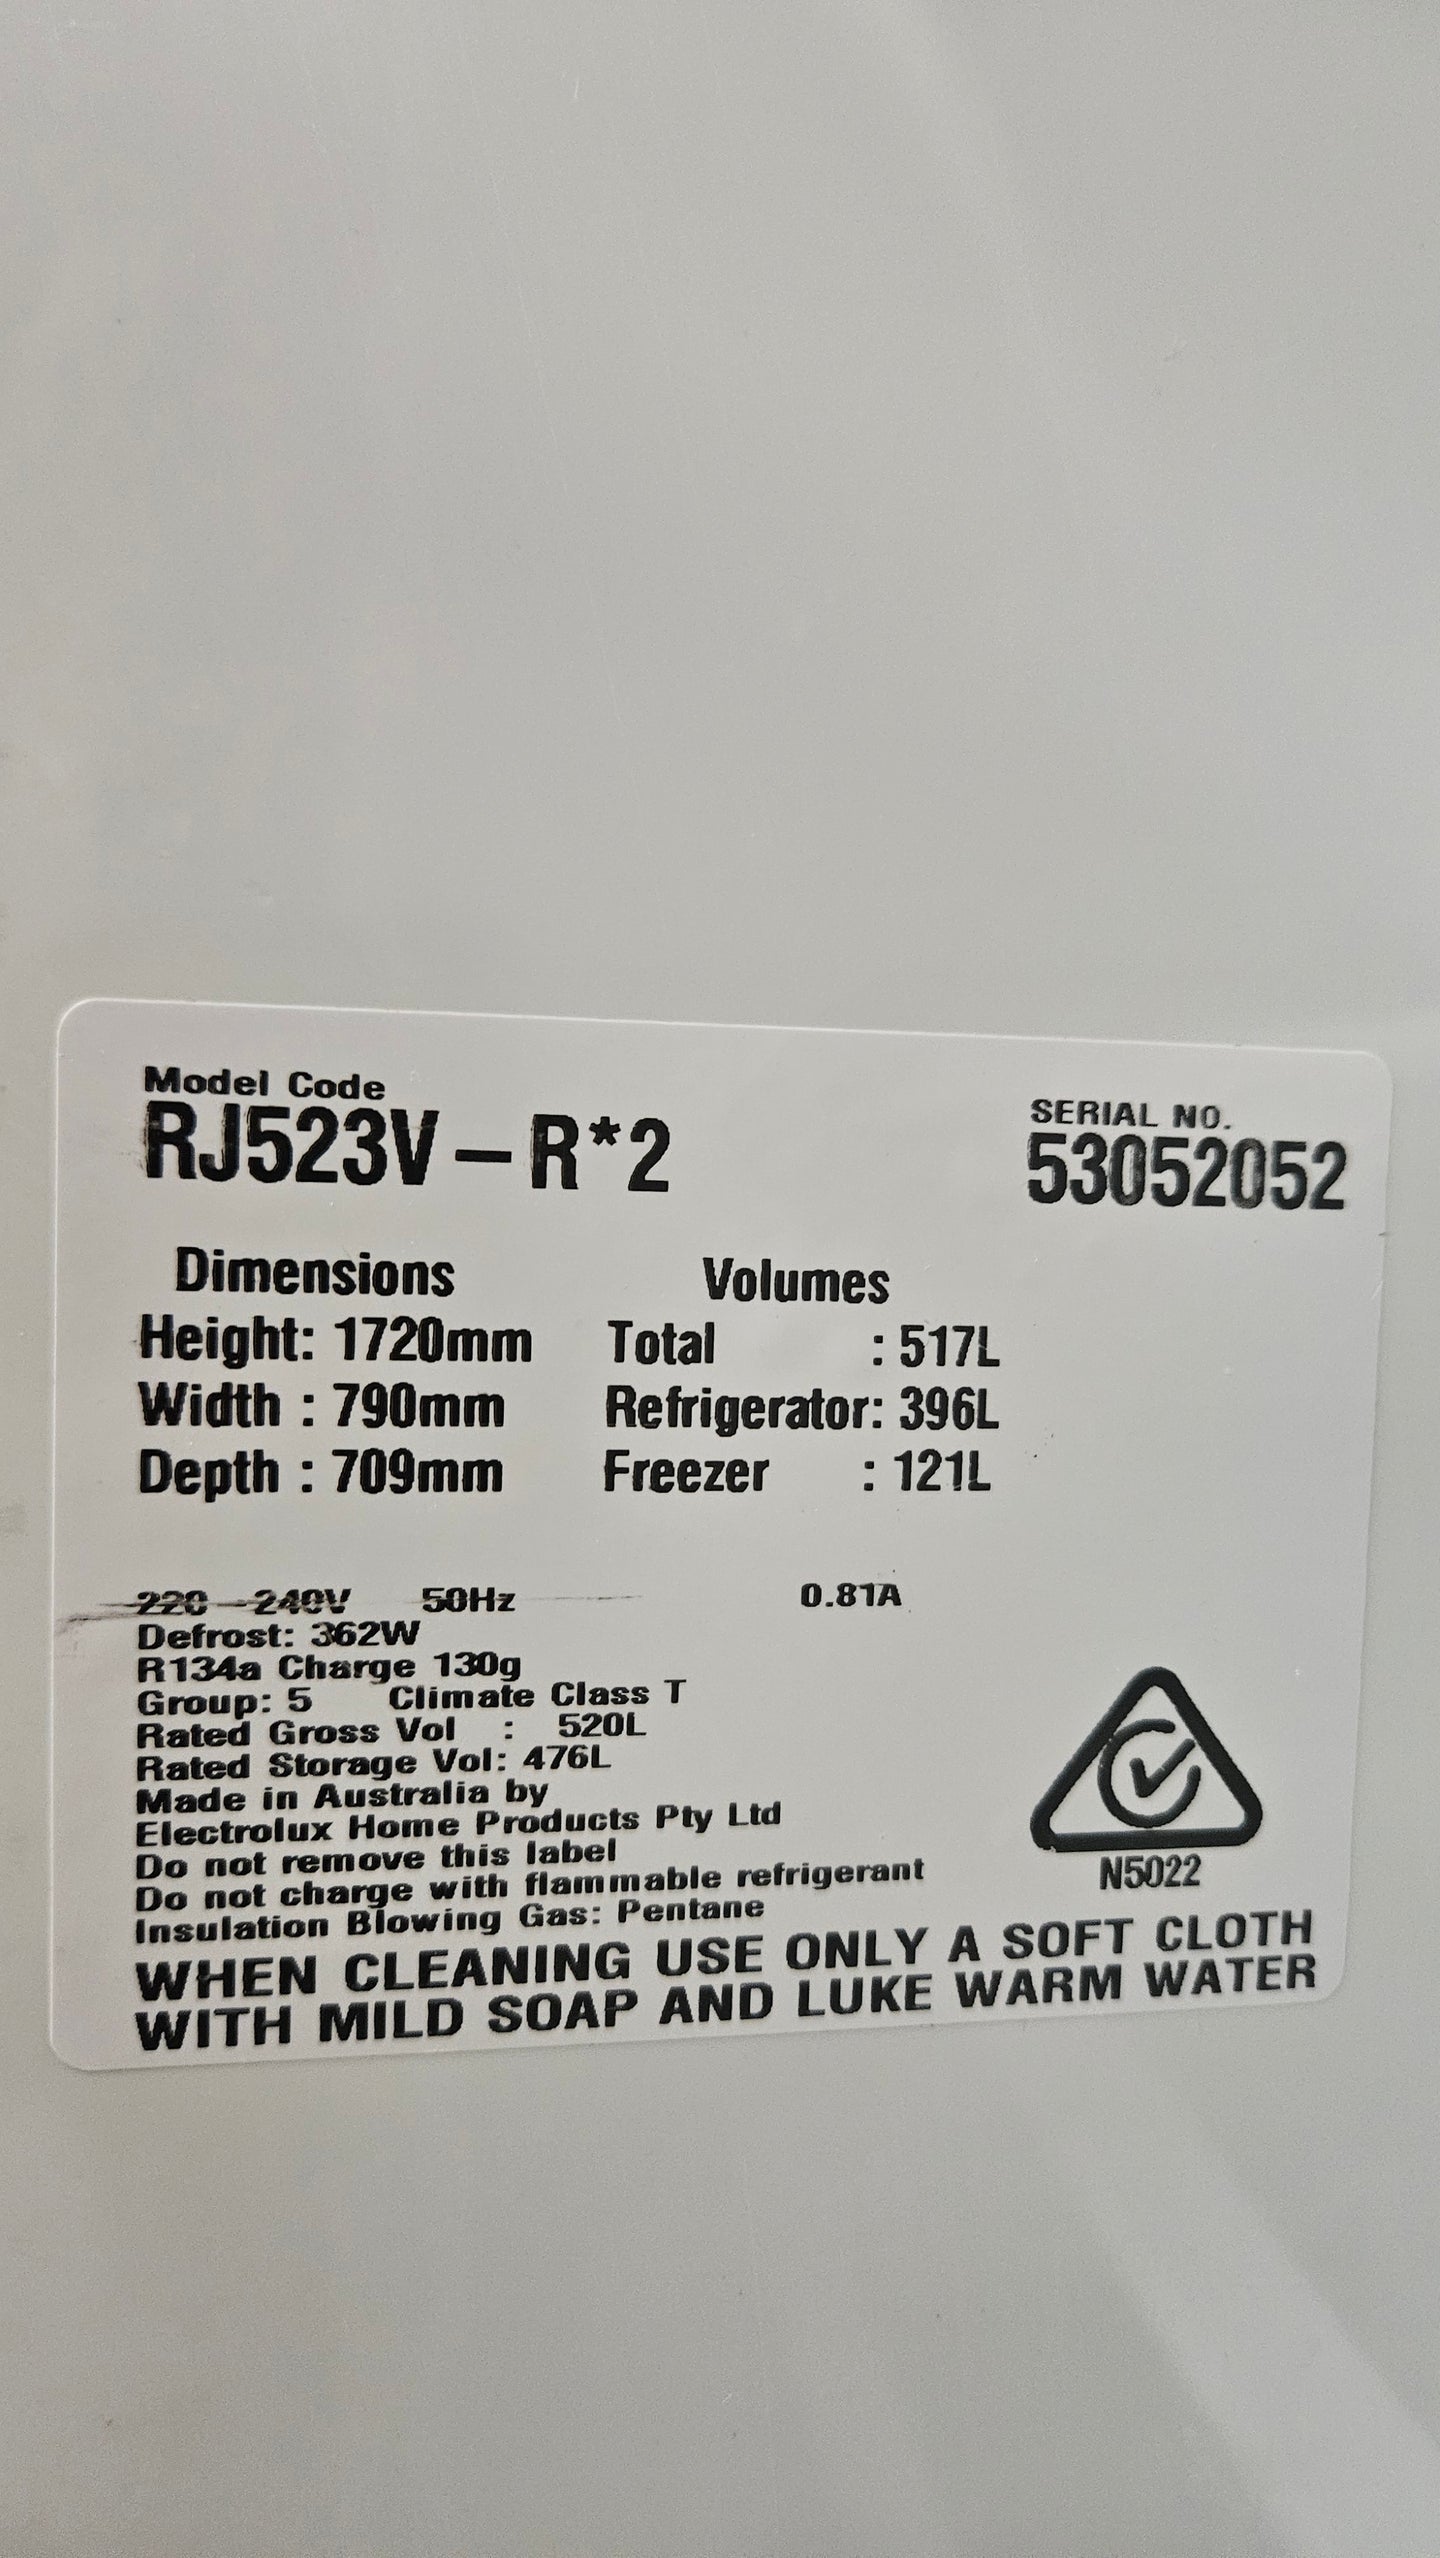 Model Code
RJ523V-R*2
SERIAL NO.
53052052
Dimensions
Height: 1720mm
Width : 790mm
Depth : 709mm
Volumes
Total : 517L
Refrigerator: 396L
Freezer : 121L
220-240V 50Hz 0.81A
Defrost: 362W
R134a Charge 130g
Group: 5 Climate Class T
Rated Gross Vol : 520L
Rated Storage Vol: 476L
Made in Australia by
Electrolux Home Products Pty Ltd
Do not remove this label
Do not charge with flammable refrigerant
Insulation Blowing Gas: Pentane
N5022
WHEN CLEANING USE ONLY A SOFT CLOTH
WITH MILD SOAP AND LUKE WARM WATER